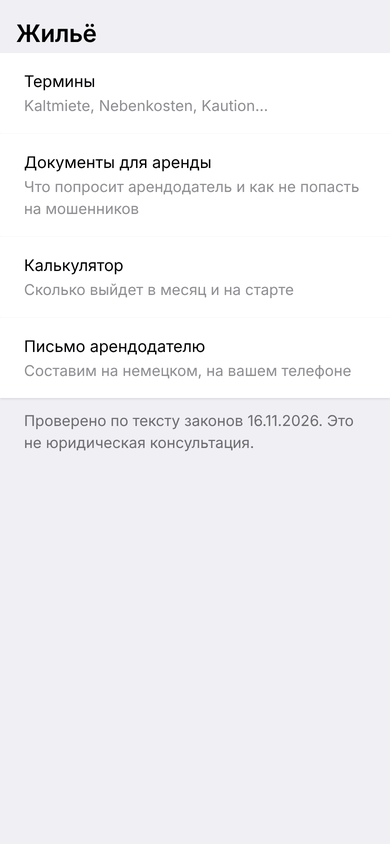 Жильё
Термины
Kaltmiete, Nebenkosten, Kaution…
Документы для аренды
Что попросит арендодатель и как не попасть
на мошенников
Калькулятор
Сколько выйдет в месяц и на старте
Письмо арендодателю
Составим на немецком, на вашем телефоне
Проверено по тексту законов 16.11.2026. Это
не юридическая консультация.